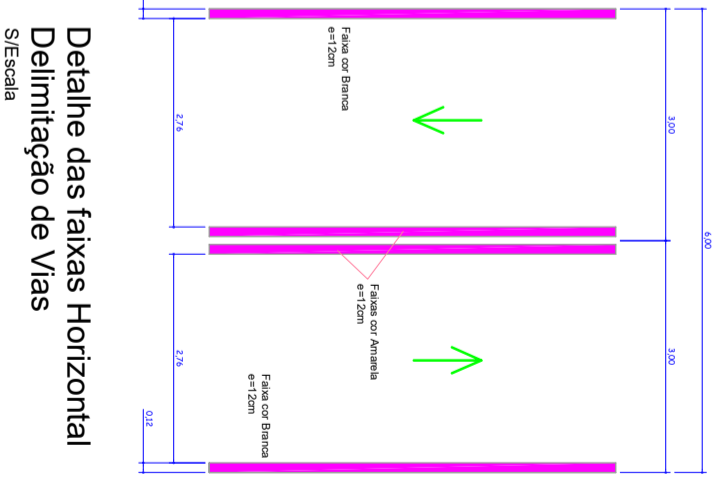 Detalhe das faixas Horizontal
Delimitação de Vias
S/Escala
Faixa cor Branca
e=12cm
Faixas cor Amarela
e=12cm
Faixa cor Branca
e=12cm
6,00
3,00
3,00
2,76
2,76
0,12